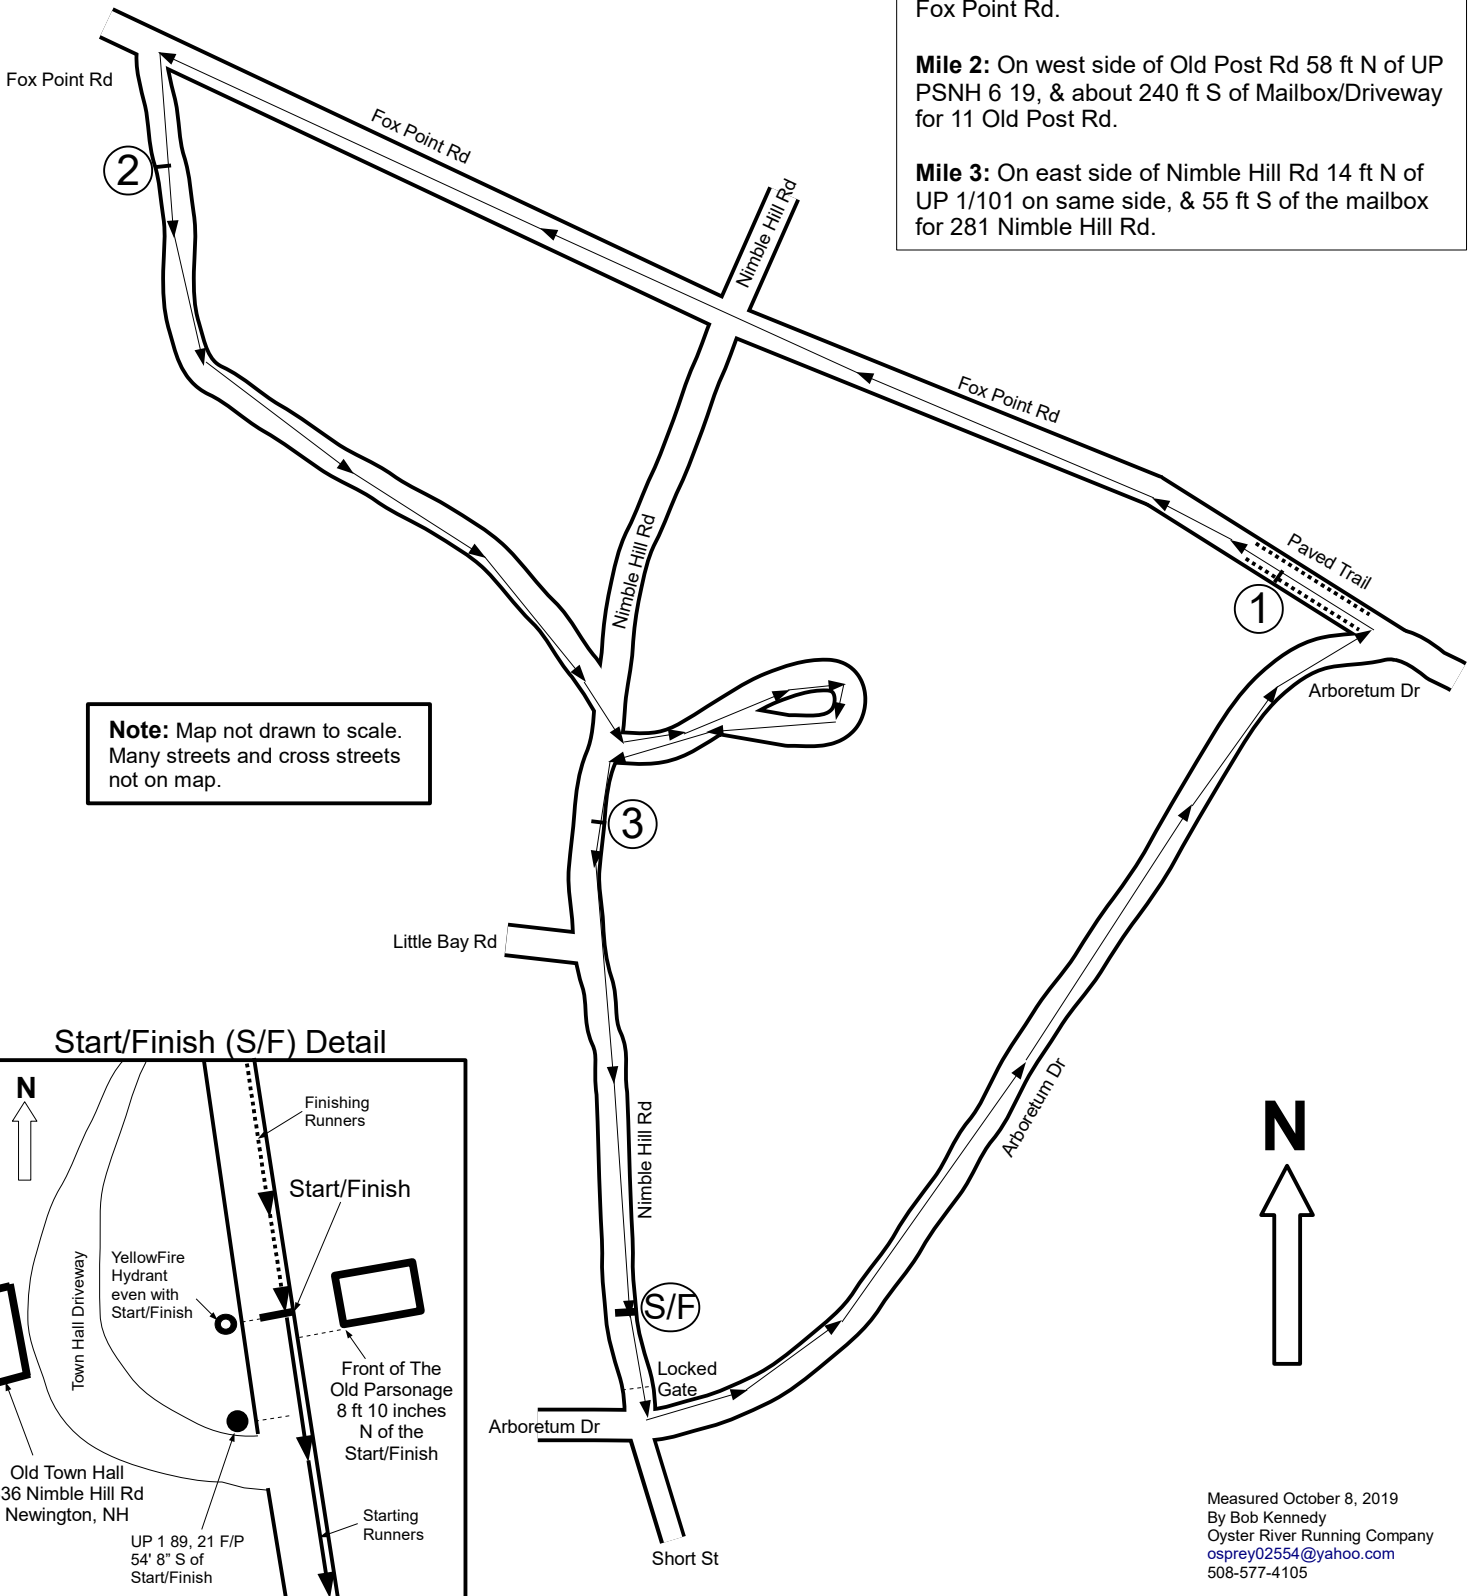 Fox Point Rd.
Mile 2: On west side of Old Post Rd 58 ft N of UP
PSNH 6 19, & about 240 ft S of Mailbox/Driveway
for 11 Old Post Rd.
Mile 3: On east side of Nimble Hill Rd 14 ft N of
UP 1/101 on same side, & 55 ft S of the mailbox
for 281 Nimble Hill Rd.
Fox Point Rd
Fox Point Rd
2
Nimble Hill Rd
Fox Point Rd
Nimble Hill Rd
Paved Trail
1
Arboretum Dr
Note: Map not drawn to scale.
Many streets and cross streets
not on map.
3
Little Bay Rd
Nimble Hill Rd
Arboretum Dr
S/F
Locked
Gate
Arboretum Dr
Short St
N
Start/Finish (S/F) Detail
N
Finishing
Runners
Start/Finish
YellowFire
Hydrant
even with
Start/Finish
Town Hall Driveway
Front of The
Old Parsonage
8 ft 10 inches
N of the
Start/Finish
Old Town Hall
36 Nimble Hill Rd
Newington, NH
UP 1 89, 21 F/P
54' 8" S of
Start/Finish
Starting
Runners
Measured October 8, 2019
By Bob Kennedy
Oyster River Running Company
osprey02554@yahoo.com
508-577-4105